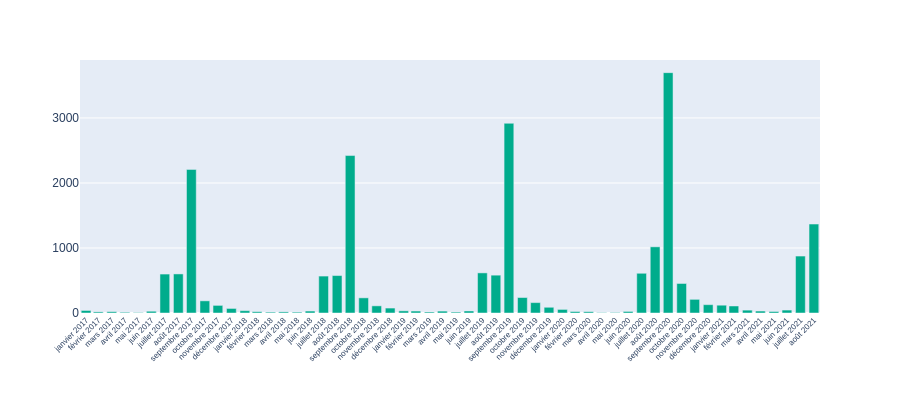 3000
2000
1000
0
janvier 2017
février 2017
mars 2017
avril 2017
mai 2017
juin 2017
juillet 2017
août 2017
septembre 2017
octobre 2017
novembre 2017
décembre 2017
janvier 2018
février 2018
mars 2018
avril 2018
mai 2018
juin 2018
juillet 2018
août 2018
septembre 2018
octobre 2018
novembre 2018
décembre 2018
janvier 2019
février 2019
mars 2019
avril 2019
mai 2019
juin 2019
juillet 2019
août 2019
septembre 2019
octobre 2019
novembre 2019
décembre 2019
janvier 2020
février 2020
mars 2020
avril 2020
mai 2020
juin 2020
juillet 2020
août 2020
septembre 2020
octobre 2020
novembre 2020
décembre 2020
janvier 2021
février 2021
mars 2021
avril 2021
mai 2021
juin 2021
juillet 2021
août 2021